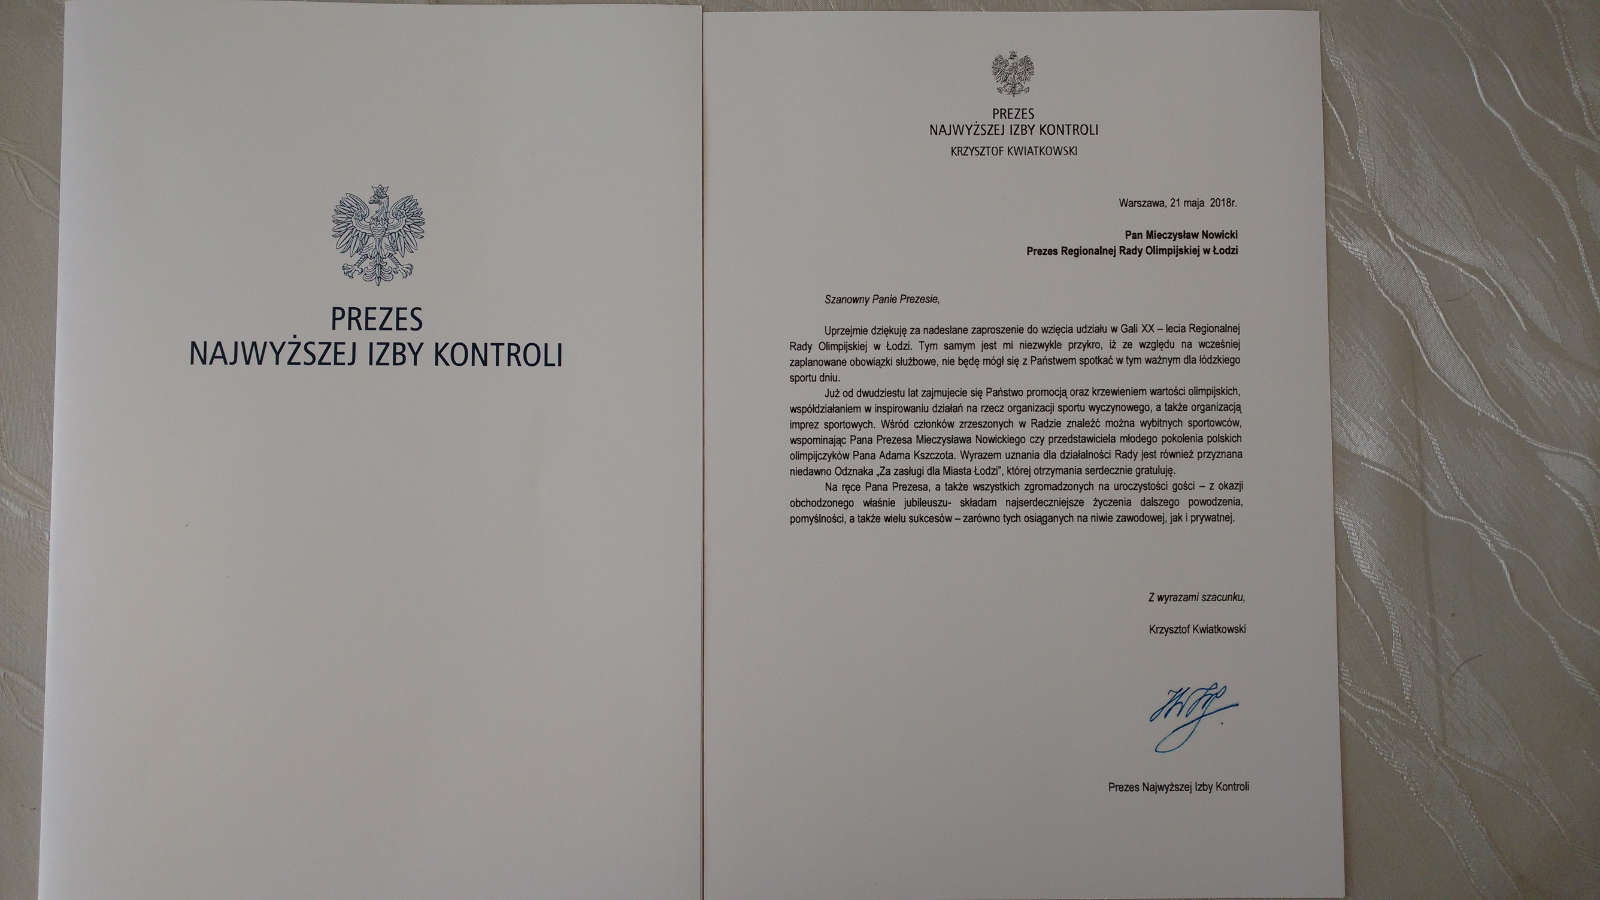 PREZES
NAJWYŻSZEJ IZBY KONTROLI
PREZES
NAJWYŻSZEJ IZBY KONTROLI
KRZYSZTOF KWIATKOWSKI
Warszawa, 21 maja 2018r.
Pan Mieczysław Nowicki
Prezes Regionalnej Rady Olimpijskiej w Łodzi
Szanowny Panie Prezesie,
Uprzejmie dziękuję za nadesłane zaproszenie do wzięcia udziału w Gali XX – lecia Regionalnej
Rady Olimpijskiej w Łodzi. Tym samym jest mi niezwykle przykro, iż ze względu na wcześniej
zaplanowane obowiązki służbowe, nie będę mógł się z Państwem spotkać w tym ważnym dla łódzkiego
sportu dniu.
Już od dwudziestu lat zajmujecie się Państwo promocją oraz krzewieniem wartości olimpijskich,
współdziałaniem w inspirowaniu działań na rzecz organizacji sportu wyczynowego, a także organizacją
imprez sportowych. Wśród członków zrzeszonych w Radzie znaleźć można wybitnych sportowców,
wspominając Pana Prezesa Mieczysława Nowickiego czy przedstawiciela młodego pokolenia polskich
olimpijczyków Pana Adama Kszczota. Wyrazem uznania dla działalności Rady jest również przyznana
niedawno Odznaka „Za zasługi dla Miasta Łodzi”, której otrzymania serdecznie gratuluję.
Na ręce Pana Prezesa, a także wszystkich zgromadzonych na uroczystości gości – z okazji
obchodzonego właśnie jubileuszu- składam najserdeczniejsze życzenia dalszego powodzenia,
pomyślności, a także wielu sukcesów – zarówno tych osiąganych na niwie zawodowej, jak i prywatnej.
Z wyrazami szacunku,
Krzysztof Kwiatkowski
Prezes Najwyższej Izby Kontroli